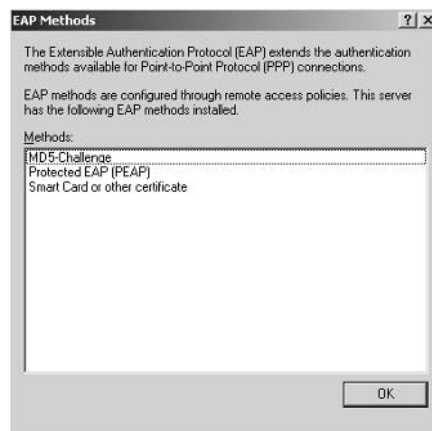 EAP Methods
The Extensible Authentication Protocol (EAP) extends the authentication
methods available for Point-to-Point Protocol (PPP) connections.
EAP methods are configured through remote access policies. This server
has the following EAP methods installed.
Methods:
MD5-Challenge
Protected EAP (PEAP)
Smart Card or other certificate
OK